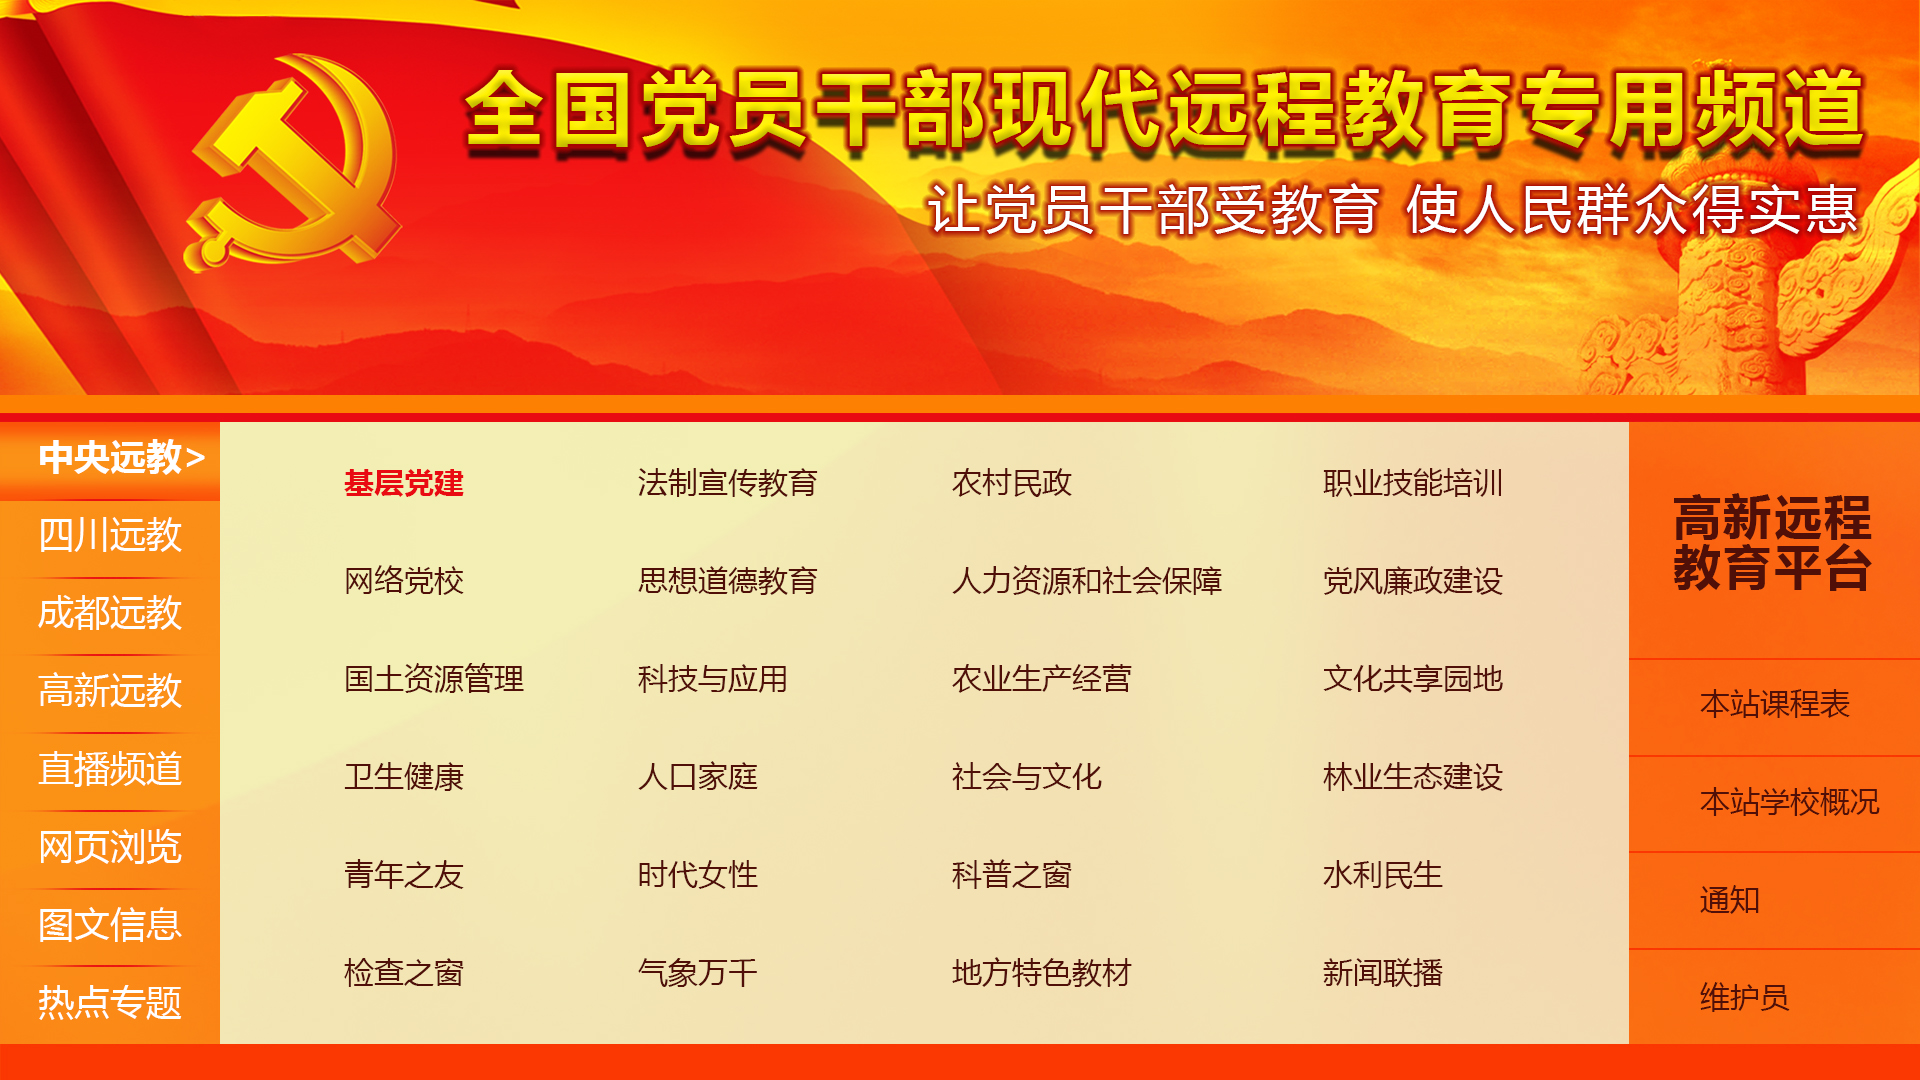 全国党员干部现代远程教育专用频道
让党员干部受教育 使人民群众得实惠
中央远教>
四川远教
成都远教
高新远教
直播频道
网页浏览
图文信息
热点专题
基层党建 法制宣传教育 农村民政 职业技能培训
网络党校 思想道德教育 人力资源和社会保障 党风廉政建设
国土资源管理 科技与应用 农业生产经营 文化共享园地
卫生健康 人口家庭 社会与文化 林业生态建设
青年之友 时代女性 科普之窗 水利民生
检查之窗 气象万千 地方特色教材 新闻联播
高新远程
教育平台
本站课程表
本站学校概况
通知
维护员